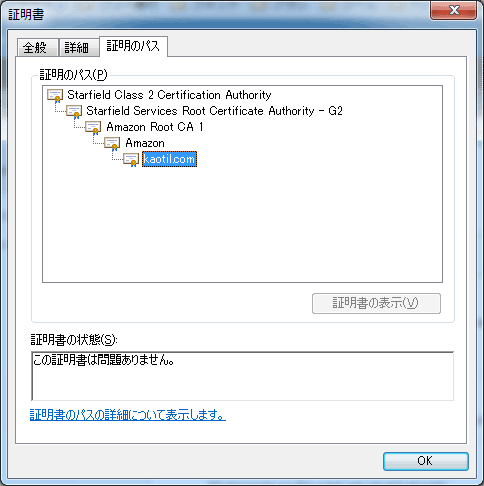 証明書
全般
詳細
証明のパス
証明のパス(P)
Starfield Class 2 Certification Authority
Starfield Services Root Certificate Authority - G2
Amazon Root CA 1
Amazon
kaotil.com
証明書の表示(V)
証明書の状態(S):
この証明書は問題ありません。
証明書のパスの詳細について表示します。
OK